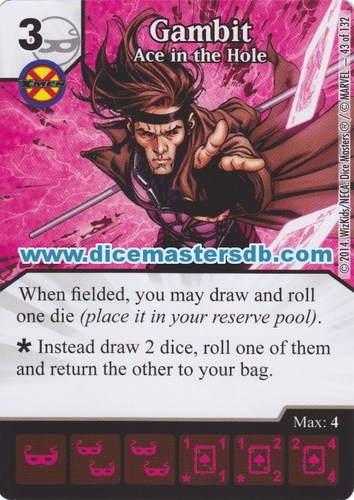 3
Gambit
Ace in the Hole
X-MEN
© 2014. WizKids/NECA. Dice Masters ® / © MARVEL — 43 of 132
www.dicemastersdb.com
When fielded, you may draw and roll
one die (place it in your reserve pool).
* Instead draw 2 dice, roll one of them
and return the other to your bag.
Max: 4
1 1 * 1
1 2 * 2
2 4 4